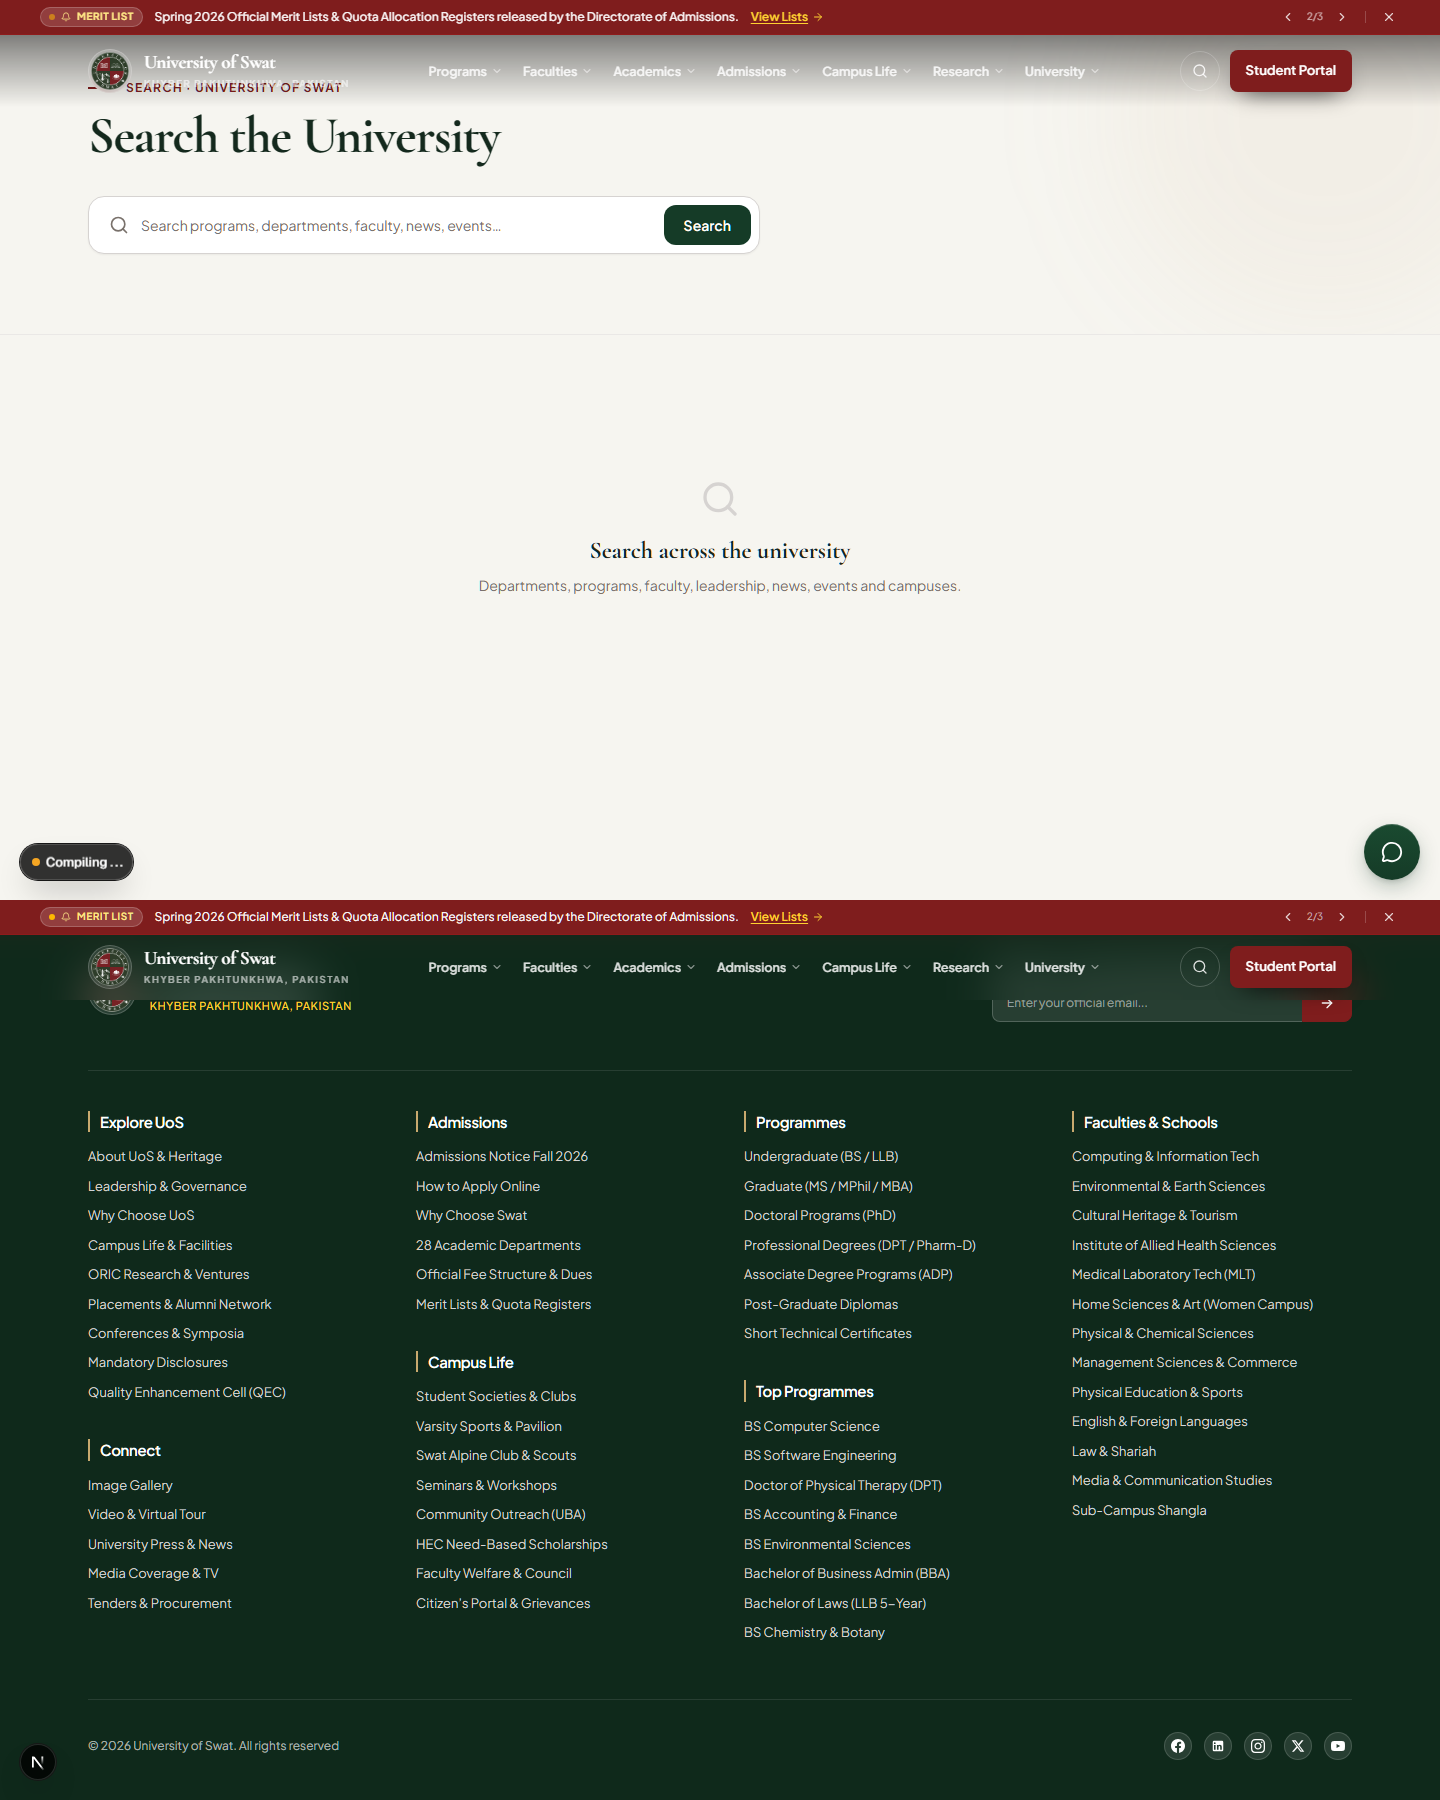 MERIT LIST Spring 2026 Official Merit Lists & Quota Allocation Registers released by the Directorate of Admissions. View Lists → 2/3
University of Swat Programs Faculties Academics Admissions Campus Life Research University Student Portal
KHYBER PAKHTUNKHWA, PAKISTAN
SEARCH · UNIVERSITY OF SWAT
Search the University
Search programs, departments, faculty, news, events... Search
Search across the university
Departments, programs, faculty, leadership, news, events and campuses.
Compiling ...
MERIT LIST Spring 2026 Official Merit Lists & Quota Allocation Registers released by the Directorate of Admissions. View Lists → 2/3
University of Swat Programs Faculties Academics Admissions Campus Life Research University Student Portal
KHYBER PAKHTUNKHWA, PAKISTAN
KHYBER PAKHTUNKHWA, PAKISTAN
Enter your official email...
Explore UoS
About UoS & Heritage
Leadership & Governance
Why Choose UoS
Campus Life & Facilities
ORIC Research & Ventures
Placements & Alumni Network
Conferences & Symposia
Mandatory Disclosures
Quality Enhancement Cell (QEC)
Connect
Image Gallery
Video & Virtual Tour
University Press & News
Media Coverage & TV
Tenders & Procurement
Admissions
Admissions Notice Fall 2026
How to Apply Online
Why Choose Swat
28 Academic Departments
Official Fee Structure & Dues
Merit Lists & Quota Registers
Campus Life
Student Societies & Clubs
Varsity Sports & Pavilion
Swat Alpine Club & Scouts
Seminars & Workshops
Community Outreach (UBA)
HEC Need-Based Scholarships
Faculty Welfare & Council
Citizen's Portal & Grievances
Programmes
Undergraduate (BS / LLB)
Graduate (MS / MPhil / MBA)
Doctoral Programs (PhD)
Professional Degrees (DPT / Pharm-D)
Associate Degree Programs (ADP)
Post-Graduate Diplomas
Short Technical Certificates
Top Programmes
BS Computer Science
BS Software Engineering
Doctor of Physical Therapy (DPT)
BS Accounting & Finance
BS Environmental Sciences
Bachelor of Business Admin (BBA)
Bachelor of Laws (LLB 5-Year)
BS Chemistry & Botany
Faculties & Schools
Computing & Information Tech
Environmental & Earth Sciences
Cultural Heritage & Tourism
Institute of Allied Health Sciences
Medical Laboratory Tech (MLT)
Home Sciences & Art (Women Campus)
Physical & Chemical Sciences
Management Sciences & Commerce
Physical Education & Sports
English & Foreign Languages
Law & Shariah
Media & Communication Studies
Sub-Campus Shangla
© 2026 University of Swat. All rights reserved